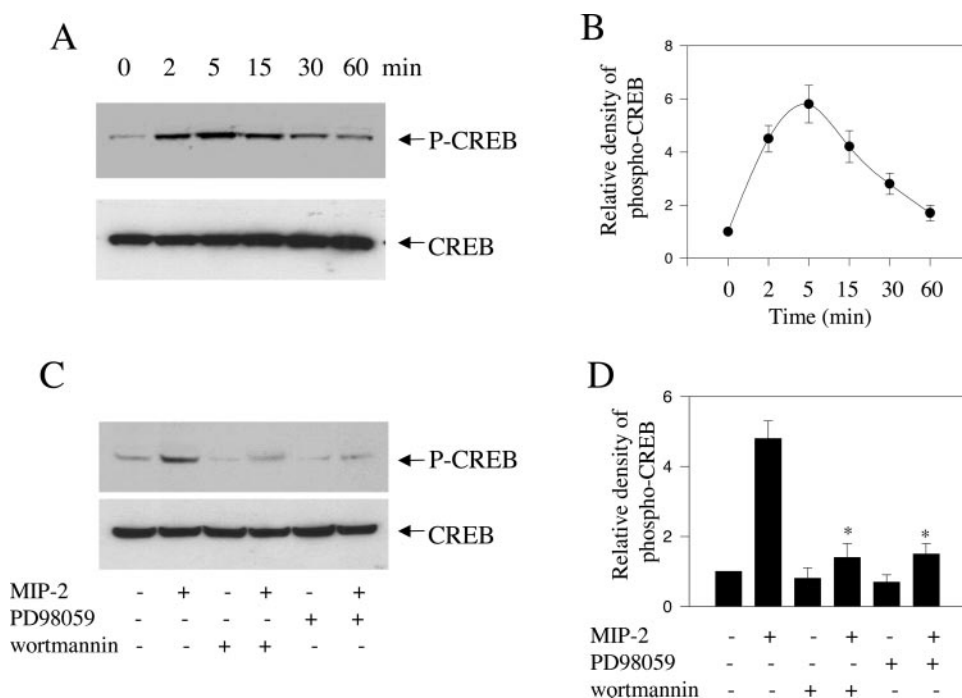 A
0 2 5 15 30 60 min
P-CREB
CREB
B
Relative density of
phospho-CREB
8
6
4
2
0
0 2 5 15 30 60
Time (min)
C
P-CREB
CREB
MIP-2 - + - + - +
PD98059 - - - - + +
wortmannin - - + + - -
D
Relative density of
phospho-CREB
6
4
2
0
* *
MIP-2 - + - + - +
PD98059 - - - - + +
wortmannin - - + + - -